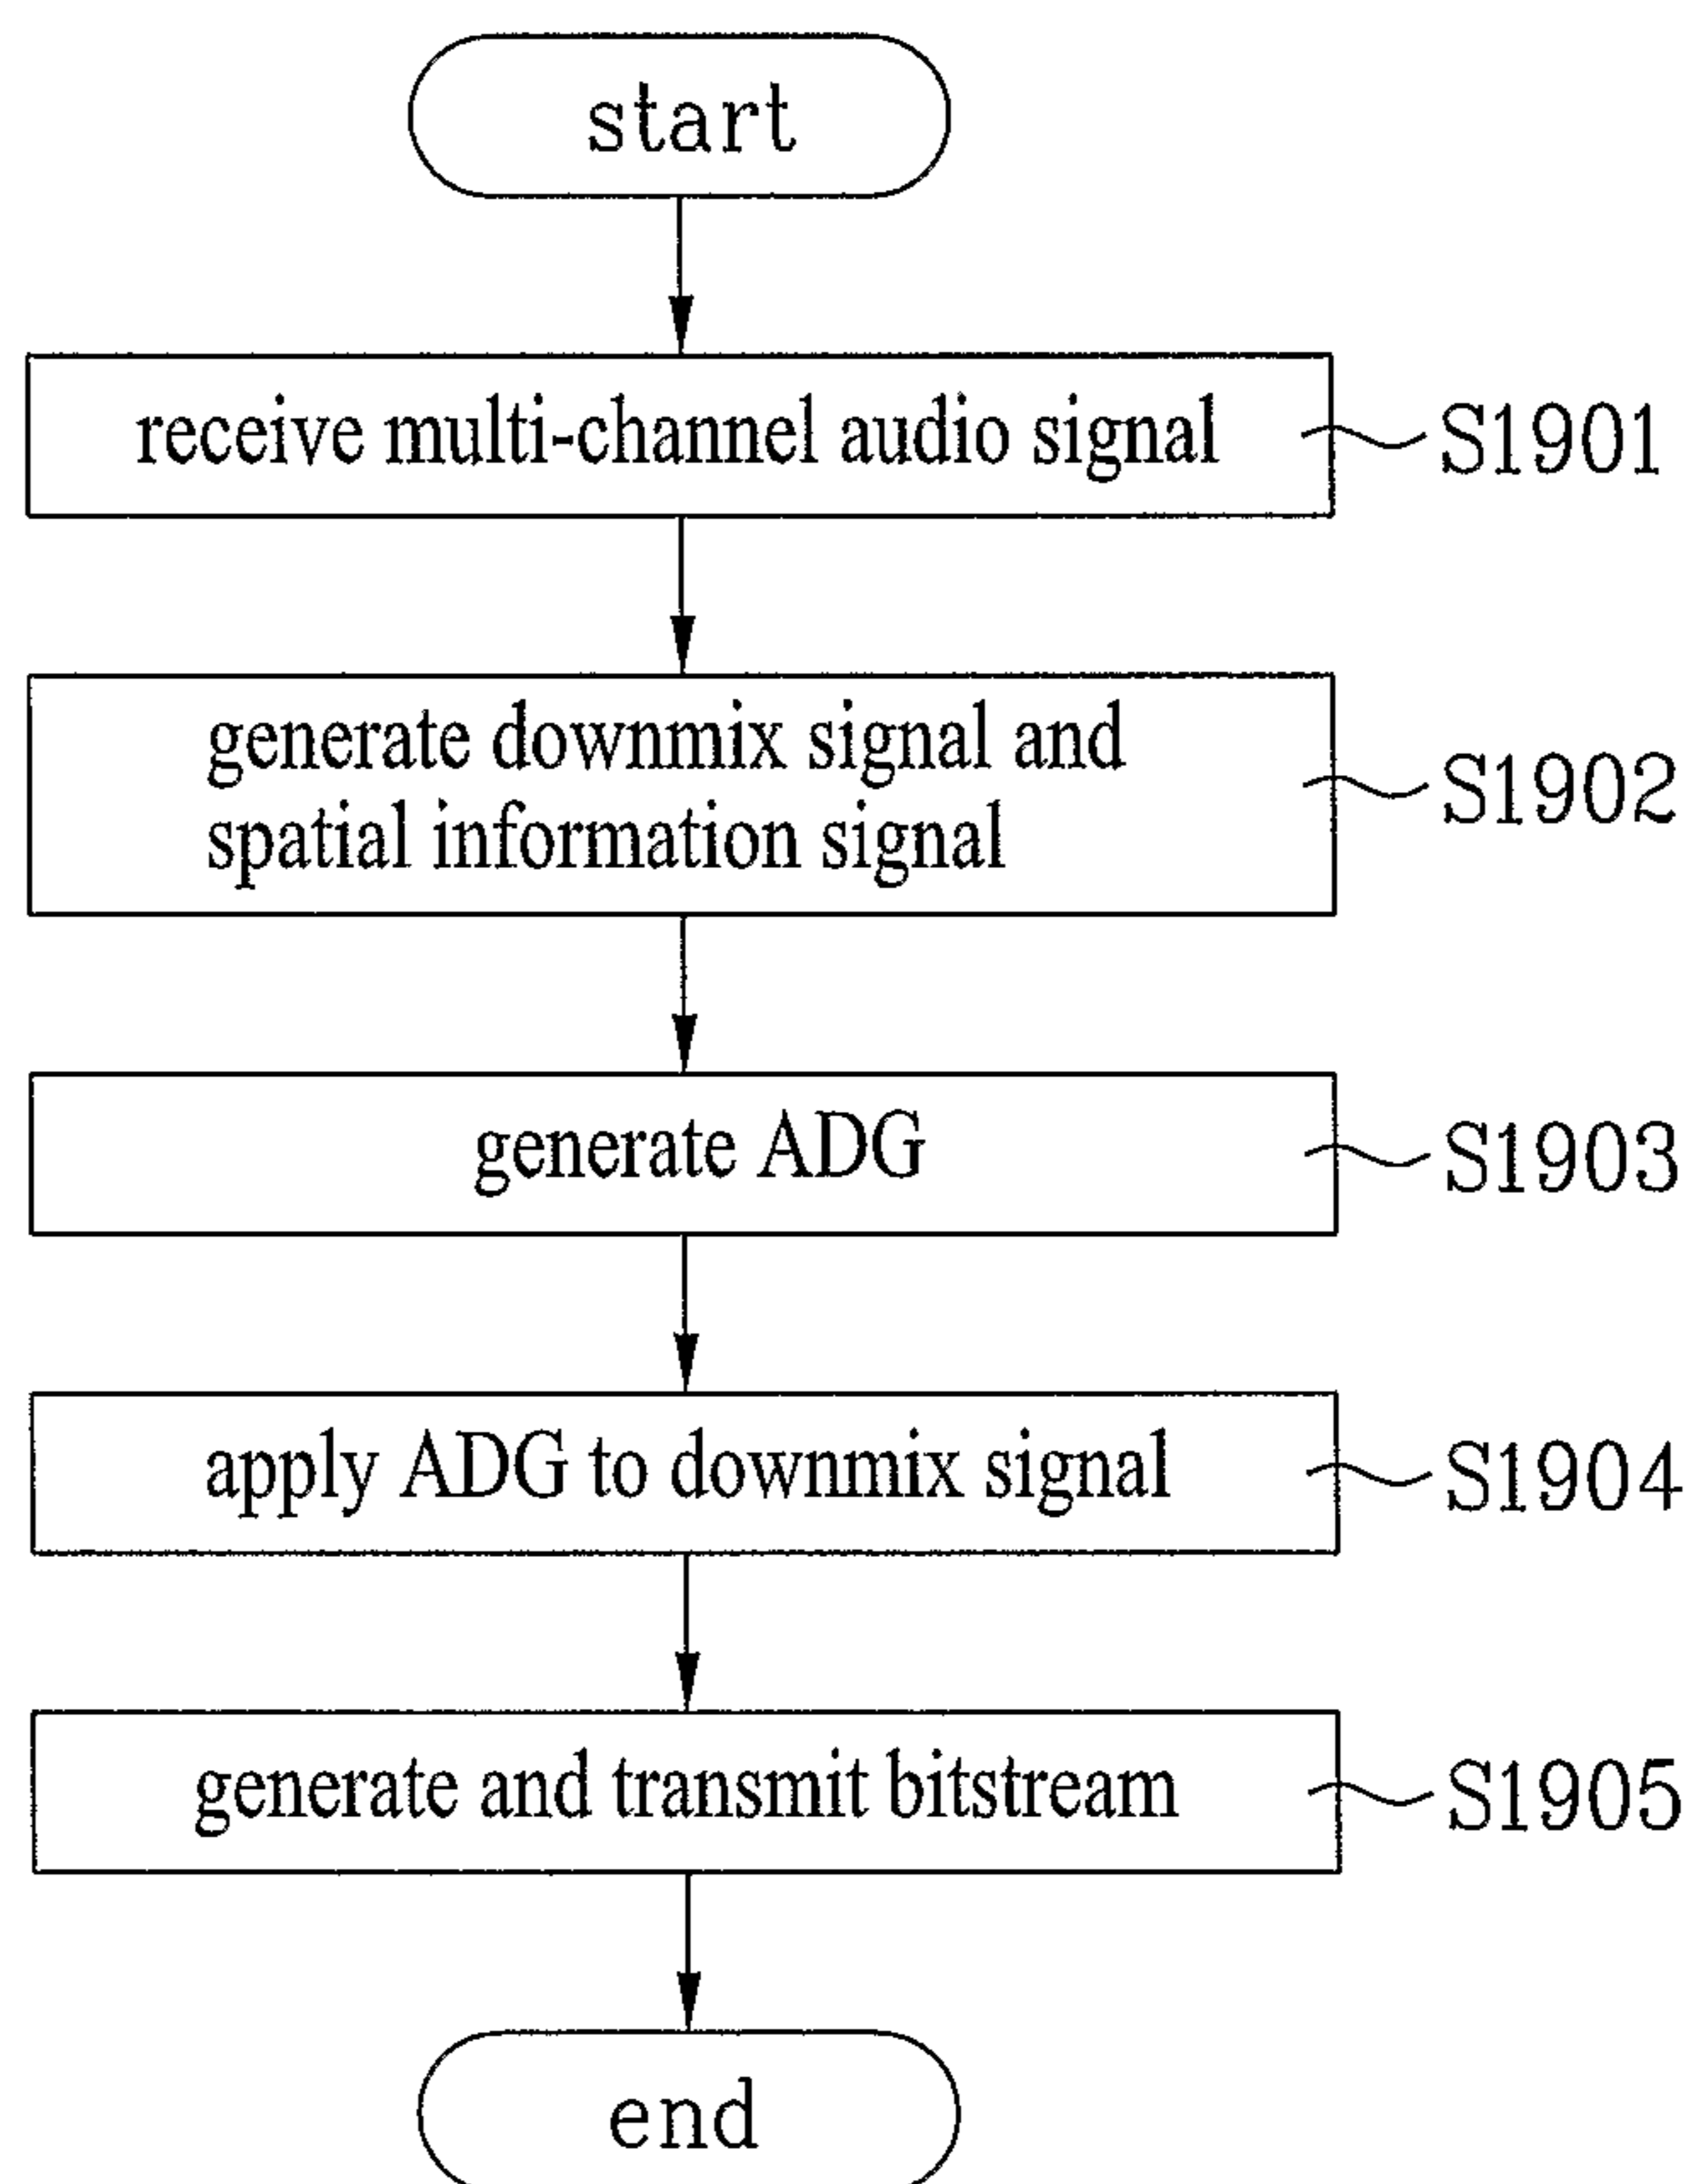 start
receive multi-channel audio signal
S1901
generate downmix signal and
spatial information signal
S1902
generate ADG
S1903
apply ADG to downmix signal
S1904
generate and transmit bitstream
S1905
end